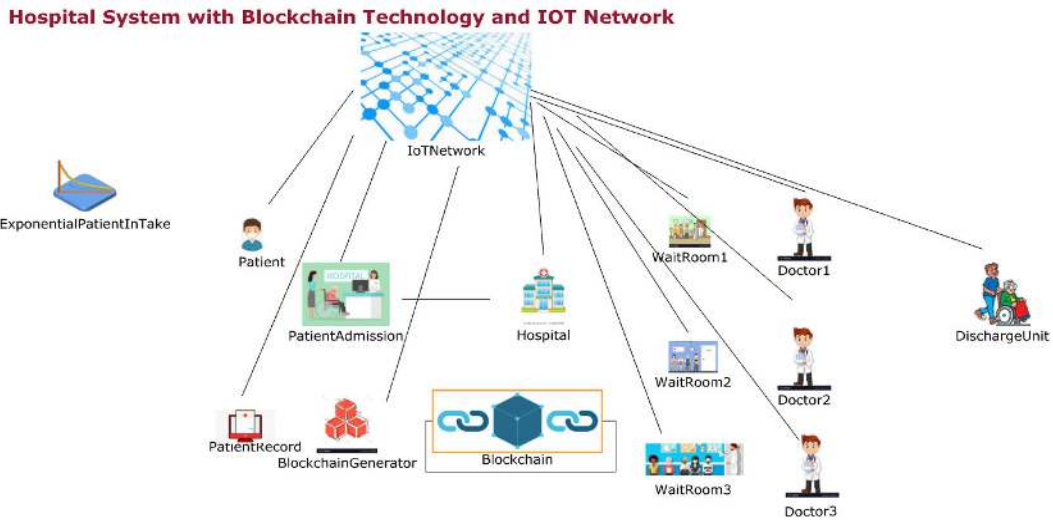 Hospital System with Blockchain Technology and IOT Network
IoTNetwork
ExponentialPatientInTake
Patient
HOSPITAL
PatientAdmission
Hospital
WaitRoom1
Doctor1
DischargeUnit
WaitRoom2
Doctor2
PatientRecord
BlockchainGenerator
Blockchain
WaitRoom3
Doctor3